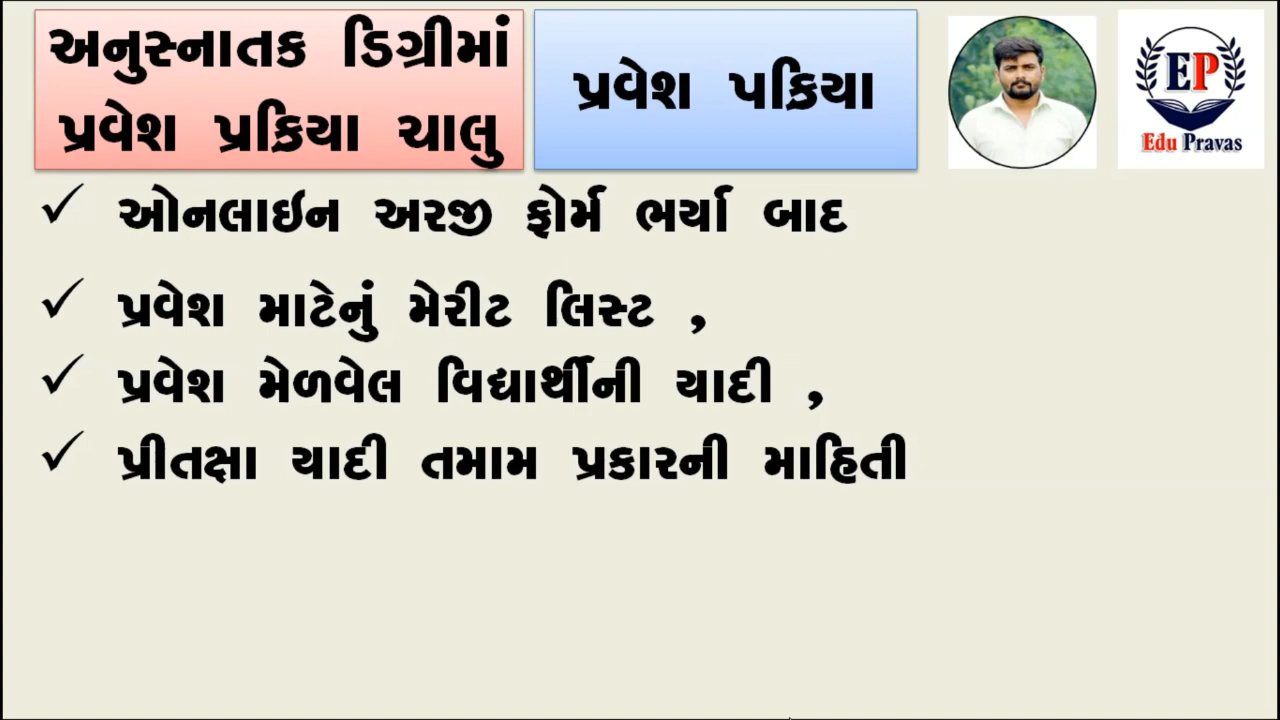 અનુસ્નાતક ડિગ્રીમાં
પ્રવેશ પ્રક્રિયા ચાલુ
પ્રવેશ પક્રિયા
EP
Edu Pravas
✓ ઓનલાઇન અરજી ફોર્મ ભર્યા બાદ
✓ પ્રવેશ માટેનું મેરીટ લિસ્ટ ,
✓ પ્રવેશ મેળવેલ વિદ્યાર્થીની યાદી ,
✓ પ્રીતક્ષા યાદી તમામ પ્રકારની માહિતી